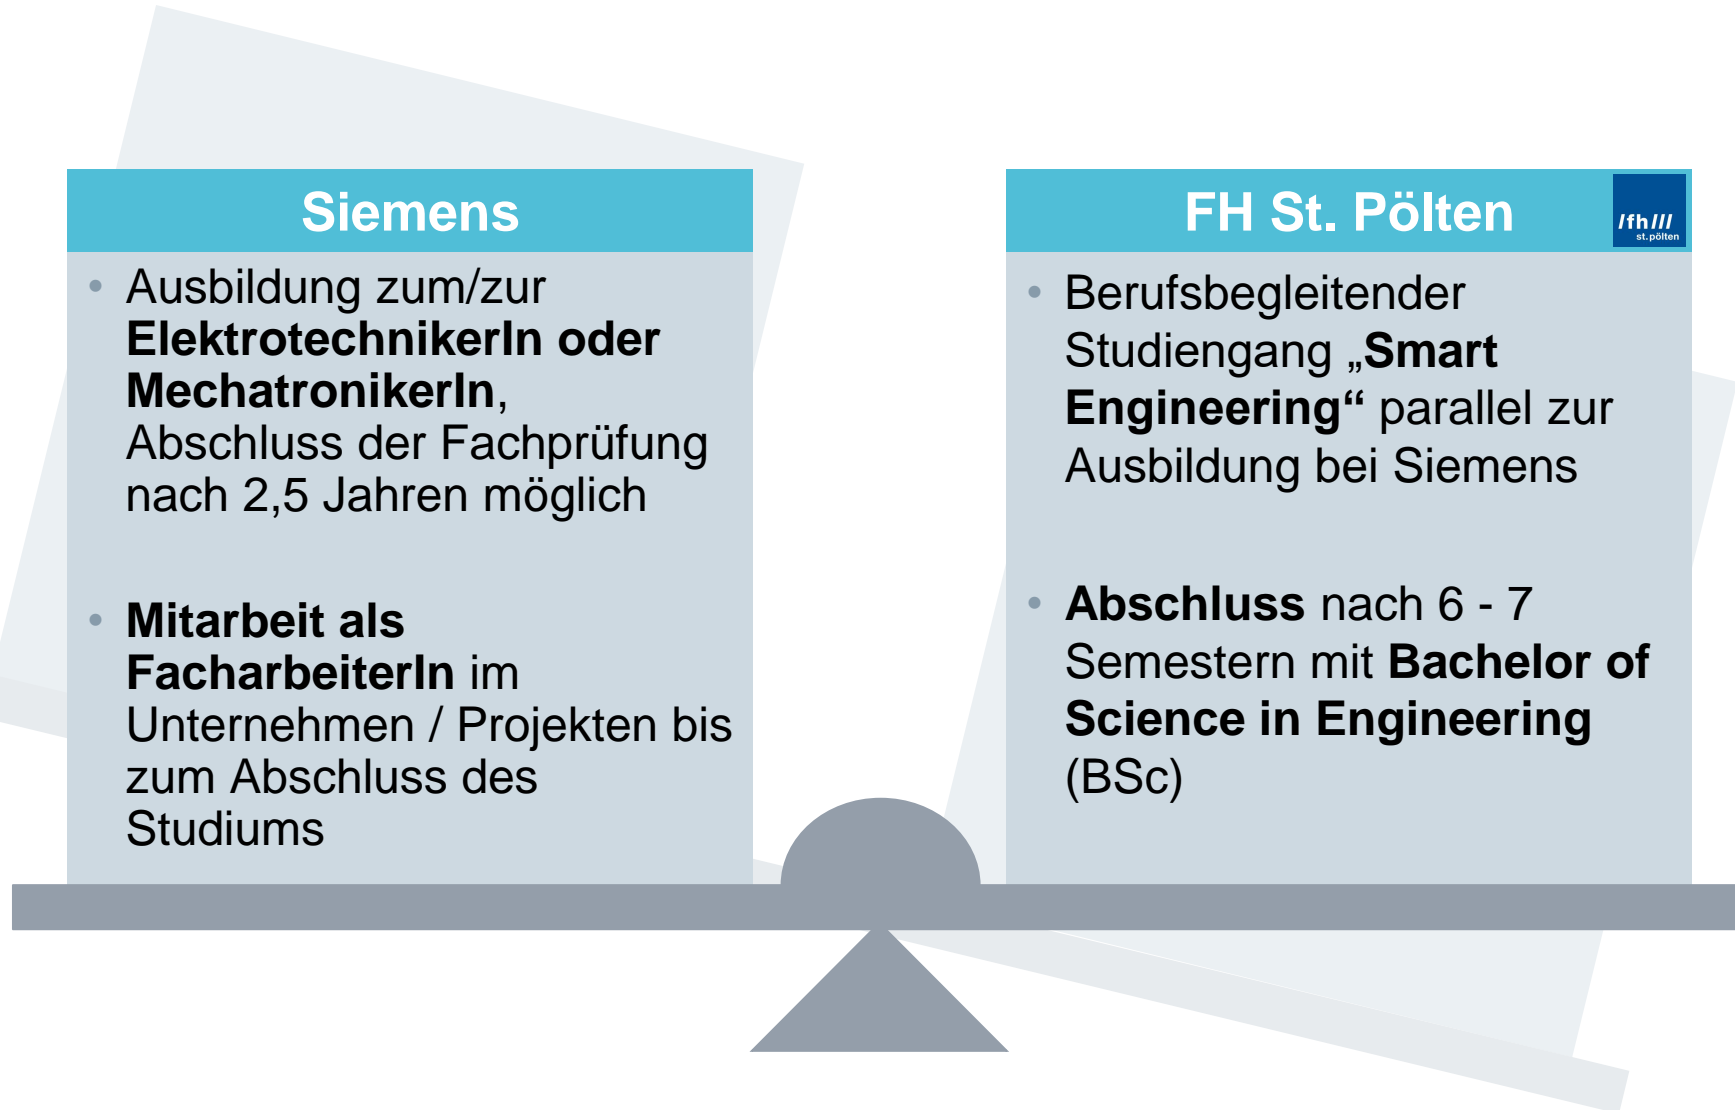 Siemens
• Ausbildung zum/zur
ElektrotechnikerIn oder
MechatronikerIn,
Abschluss der Fachprüfung
nach 2,5 Jahren möglich
• Mitarbeit als
FacharbeiterIn im
Unternehmen / Projekten bis
zum Abschluss des
Studiums
FH St. Pölten
/fh///
st.pölten
• Berufsbegleitender
Studiengang „Smart
Engineering“ parallel zur
Ausbildung bei Siemens
• Abschluss nach 6 - 7
Semestern mit Bachelor of
Science in Engineering
(BSc)